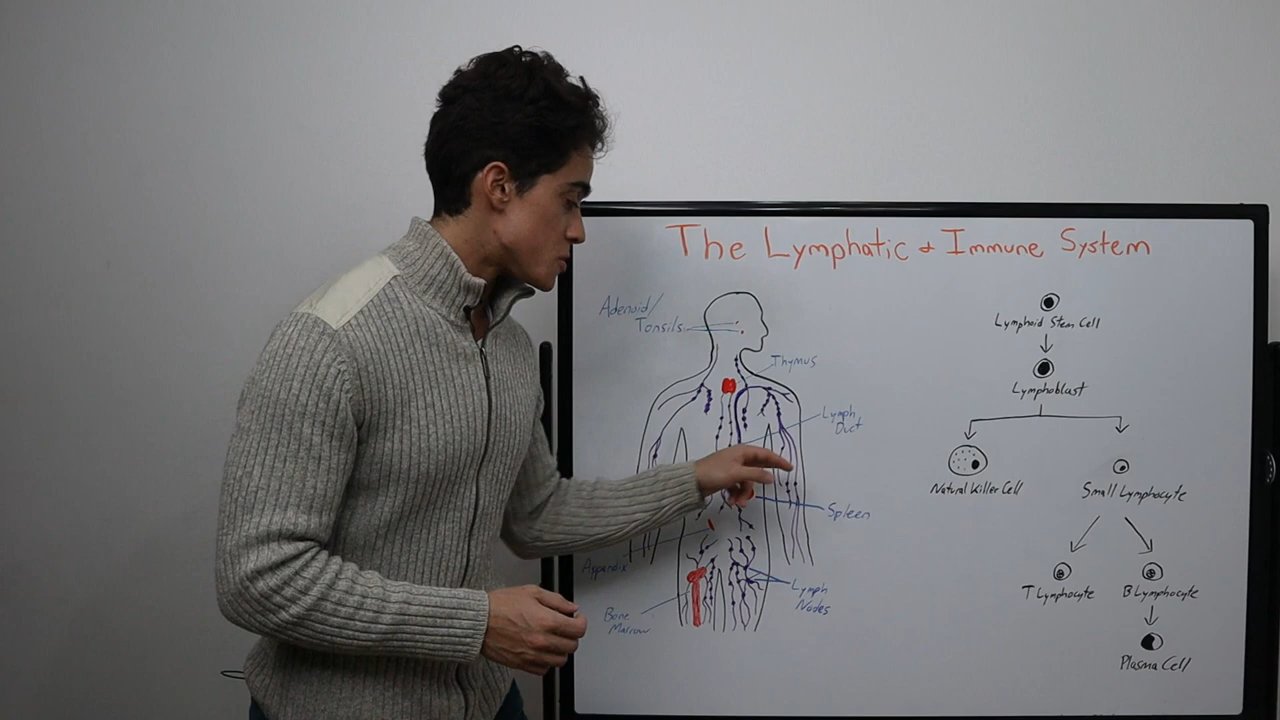 The Lymphatic & Immune System
Adenoid/
Tonsils
Thymus
Lymph
Duct
Spleen
Appendix
Lymph
Nodes
Bone
Marrow
Lymphoid Stem Cell
Lymphoblast
Natural Killer Cell
Small Lymphocyte
T Lymphocyte
B Lymphocyte
Plasma Cell